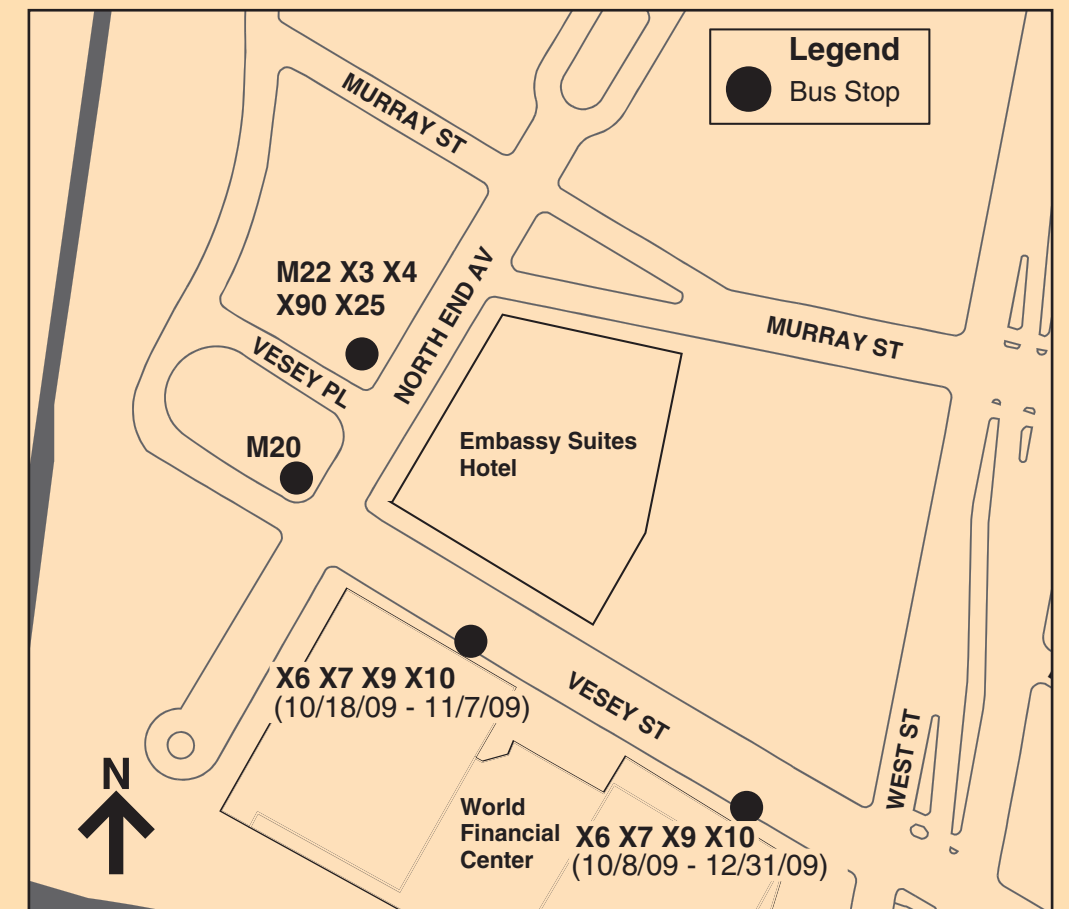 Legend
Bus Stop
MURRAY ST
M22 X3 X4
X90 X25
NORTH END AV
MURRAY ST
VESEY PL
M20
Embassy Suites
Hotel
X6 X7 X9 X10
(10/18/09 - 11/7/09)
VESEY ST
WEST ST
N
World
Financial
Center
X6 X7 X9 X10
(10/8/09 - 12/31/09)